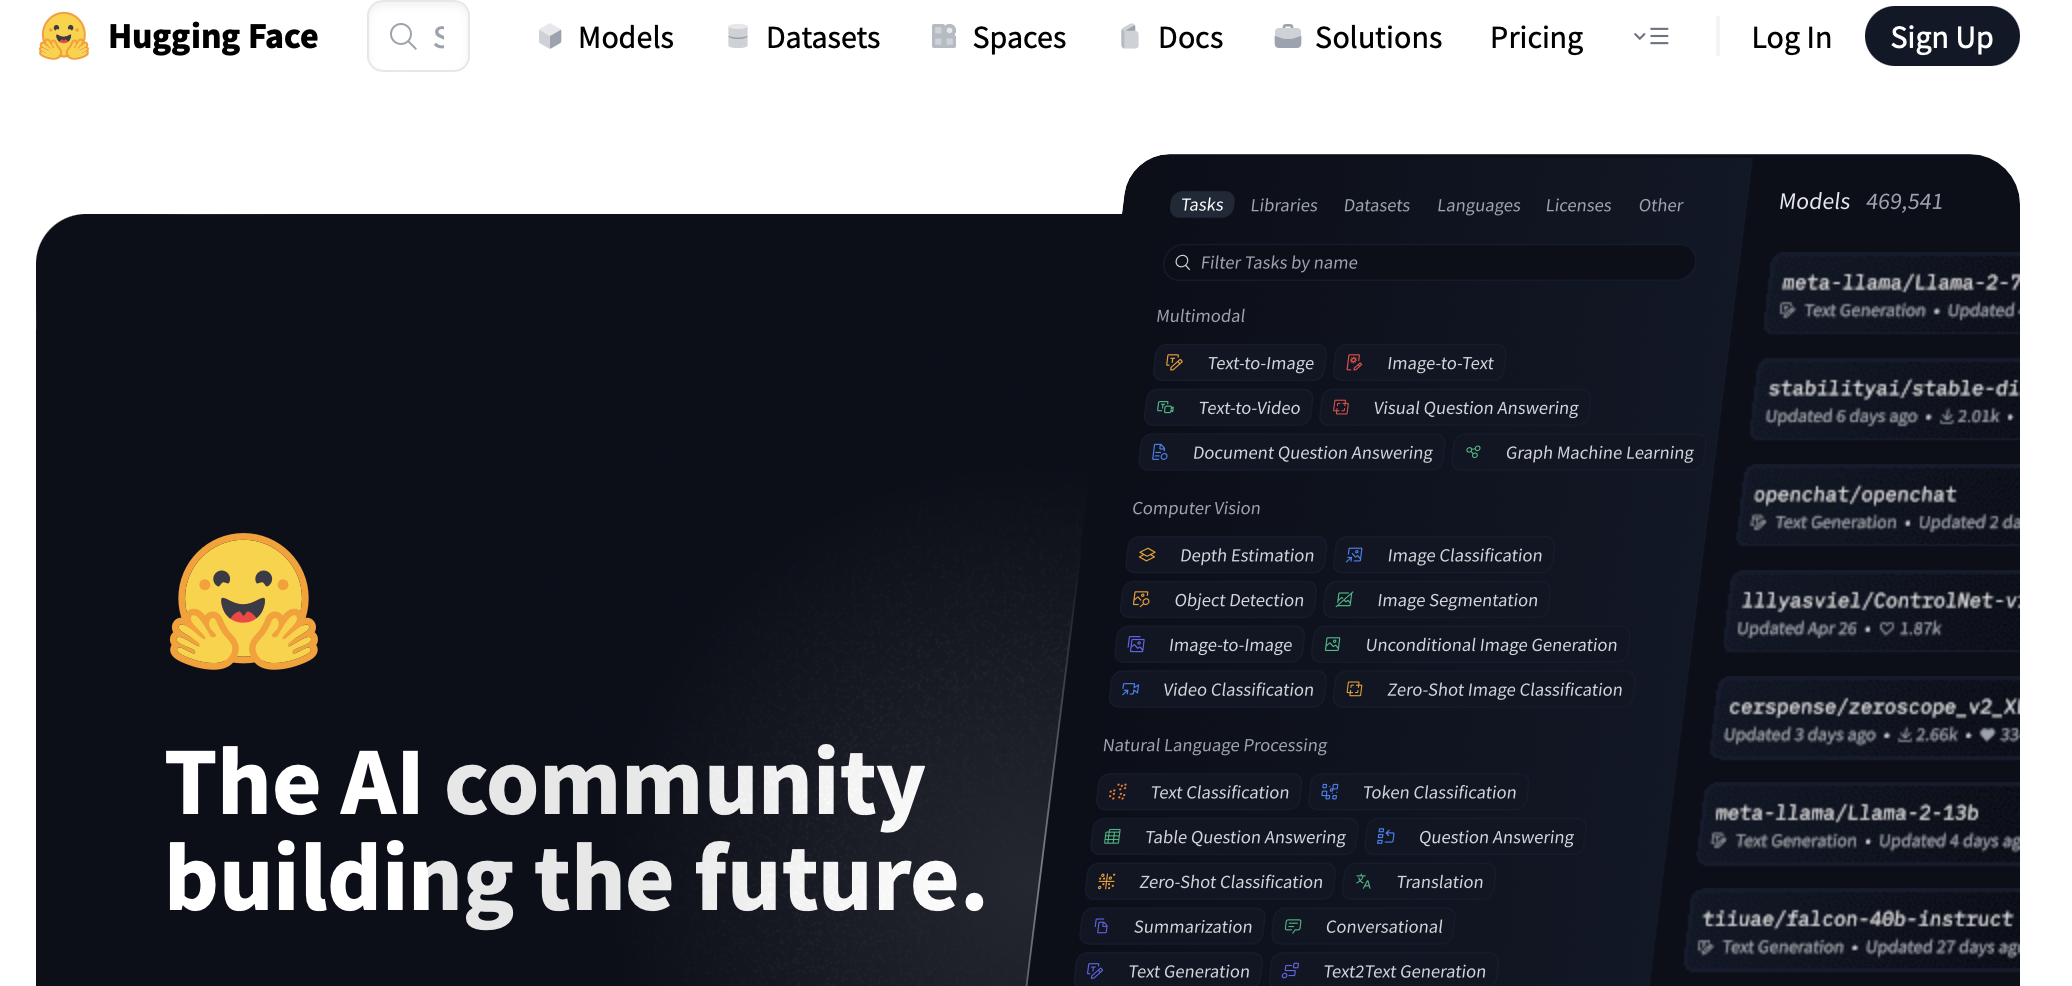 Hugging Face
S
Models
Datasets
Spaces
Docs
Solutions
Pricing
Log In
Sign Up
The AI community
building the future.
Tasks Libraries Datasets Languages Licenses Other
Filter Tasks by name
Multimodal
Text-to-Image Image-to-Text
Text-to-Video Visual Question Answering
Document Question Answering Graph Machine Learning
Computer Vision
Depth Estimation Image Classification
Object Detection Image Segmentation
Image-to-Image Unconditional Image Generation
Video Classification Zero-Shot Image Classification
Natural Language Processing
Text Classification Token Classification
Table Question Answering Question Answering
Zero-Shot Classification Translation
Summarization Conversational
Text Generation Text2Text Generation
Models 469,541
meta-llama/Llama-2-7
Text Generation • Updated
stabilityai/stable-di
Updated 6 days ago • 2.01k •
openchat/openchat
Text Generation • Updated 2 da
lllyasviel/ControlNet-v
Updated Apr 26 • 1.87k
cerspense/zeroscope_v2_X
Updated 3 days ago • 2.66k • 33
meta-llama/Llama-2-13b
Text Generation • Updated 4 days ag
tiiuae/falcon-40b-instruct
Text Generation • Updated 27 days ag